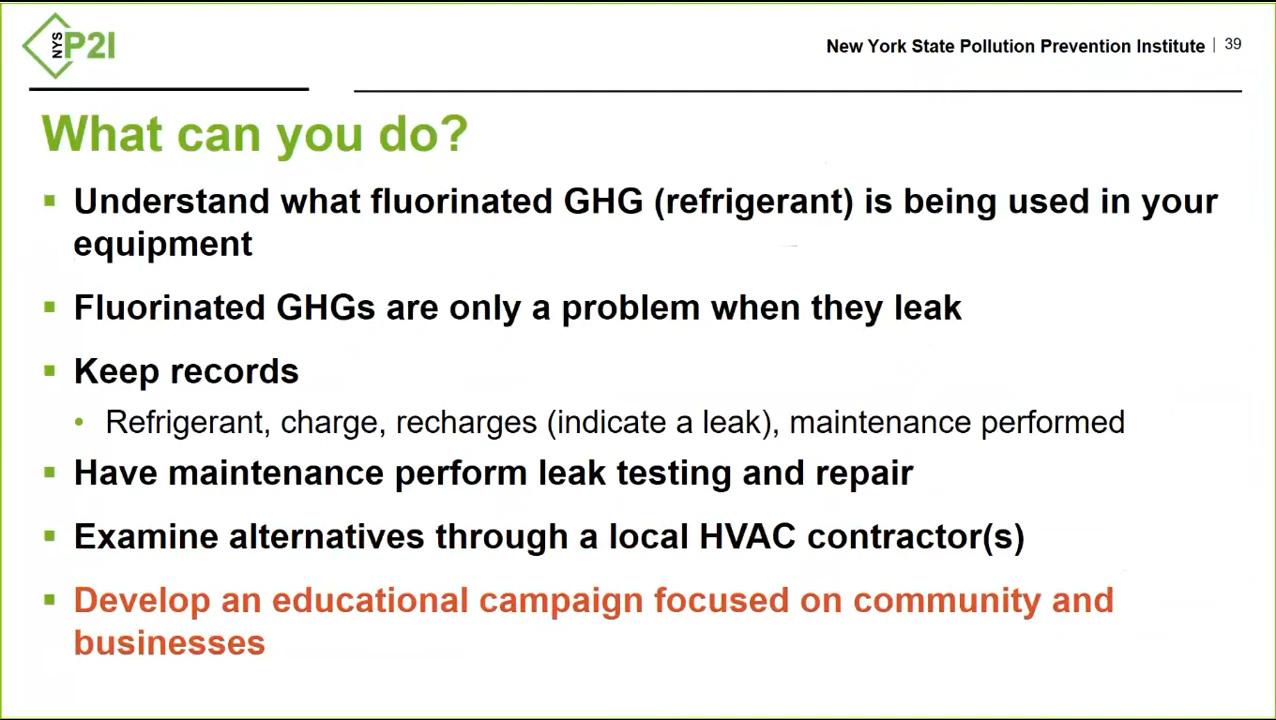 NYS P2I
New York State Pollution Prevention Institute | 39
What can you do?
▪ Understand what fluorinated GHG (refrigerant) is being used in your
equipment
▪ Fluorinated GHGs are only a problem when they leak
▪ Keep records
• Refrigerant, charge, recharges (indicate a leak), maintenance performed
▪ Have maintenance perform leak testing and repair
▪ Examine alternatives through a local HVAC contractor(s)
▪ Develop an educational campaign focused on community and
businesses